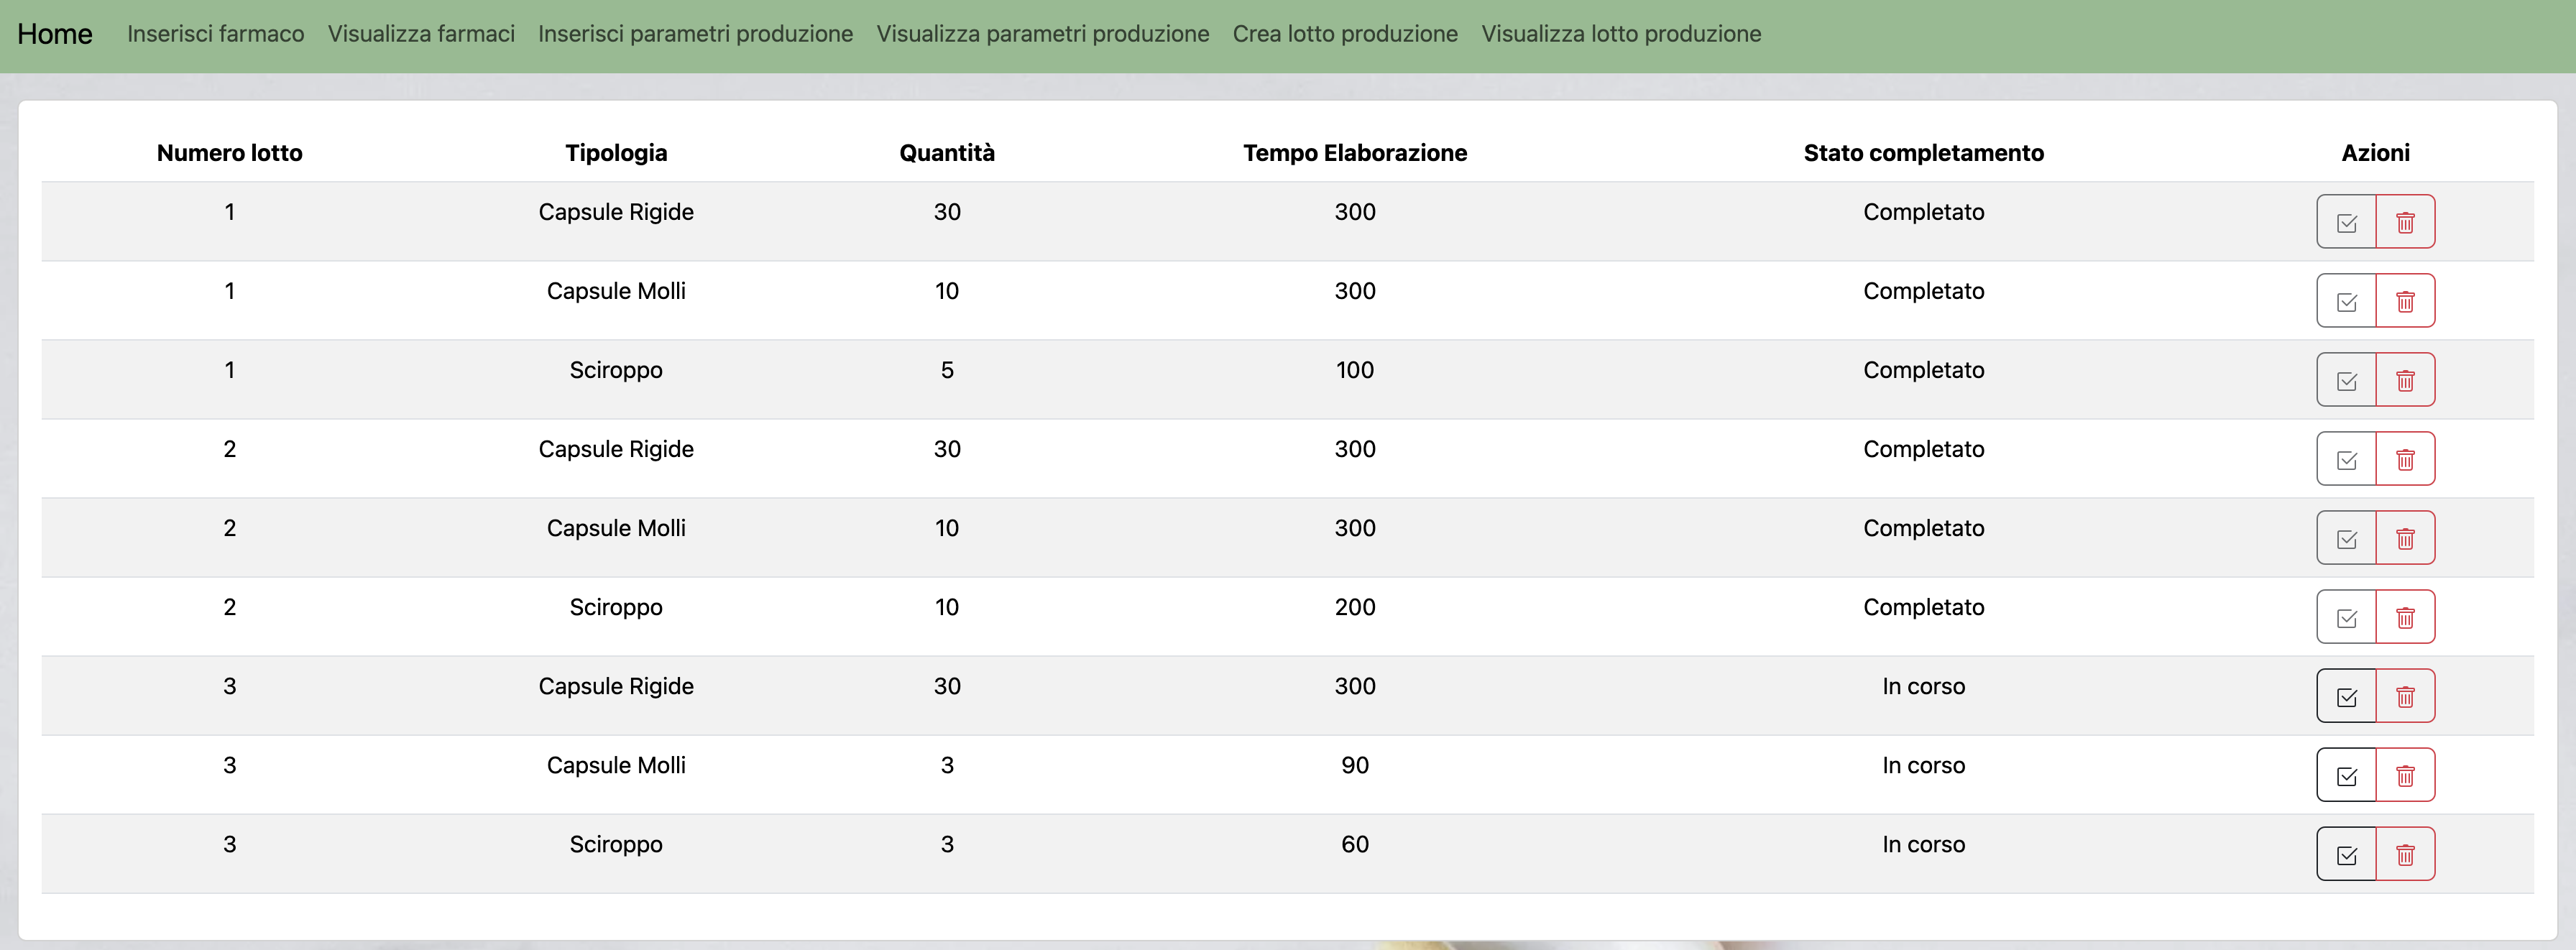 Home Inserisci farmaco Visualizza farmaci Inserisci parametri produzione Visualizza parametri produzione Crea lotto produzione Visualizza lotto produzione
Numero lotto Tipologia Quantità Tempo Elaborazione Stato completamento Azioni
1 Capsule Rigide 30 300 Completato
1 Capsule Molli 10 300 Completato
1 Sciroppo 5 100 Completato
2 Capsule Rigide 30 300 Completato
2 Capsule Molli 10 300 Completato
2 Sciroppo 10 200 Completato
3 Capsule Rigide 30 300 In corso
3 Capsule Molli 3 90 In corso
3 Sciroppo 3 60 In corso